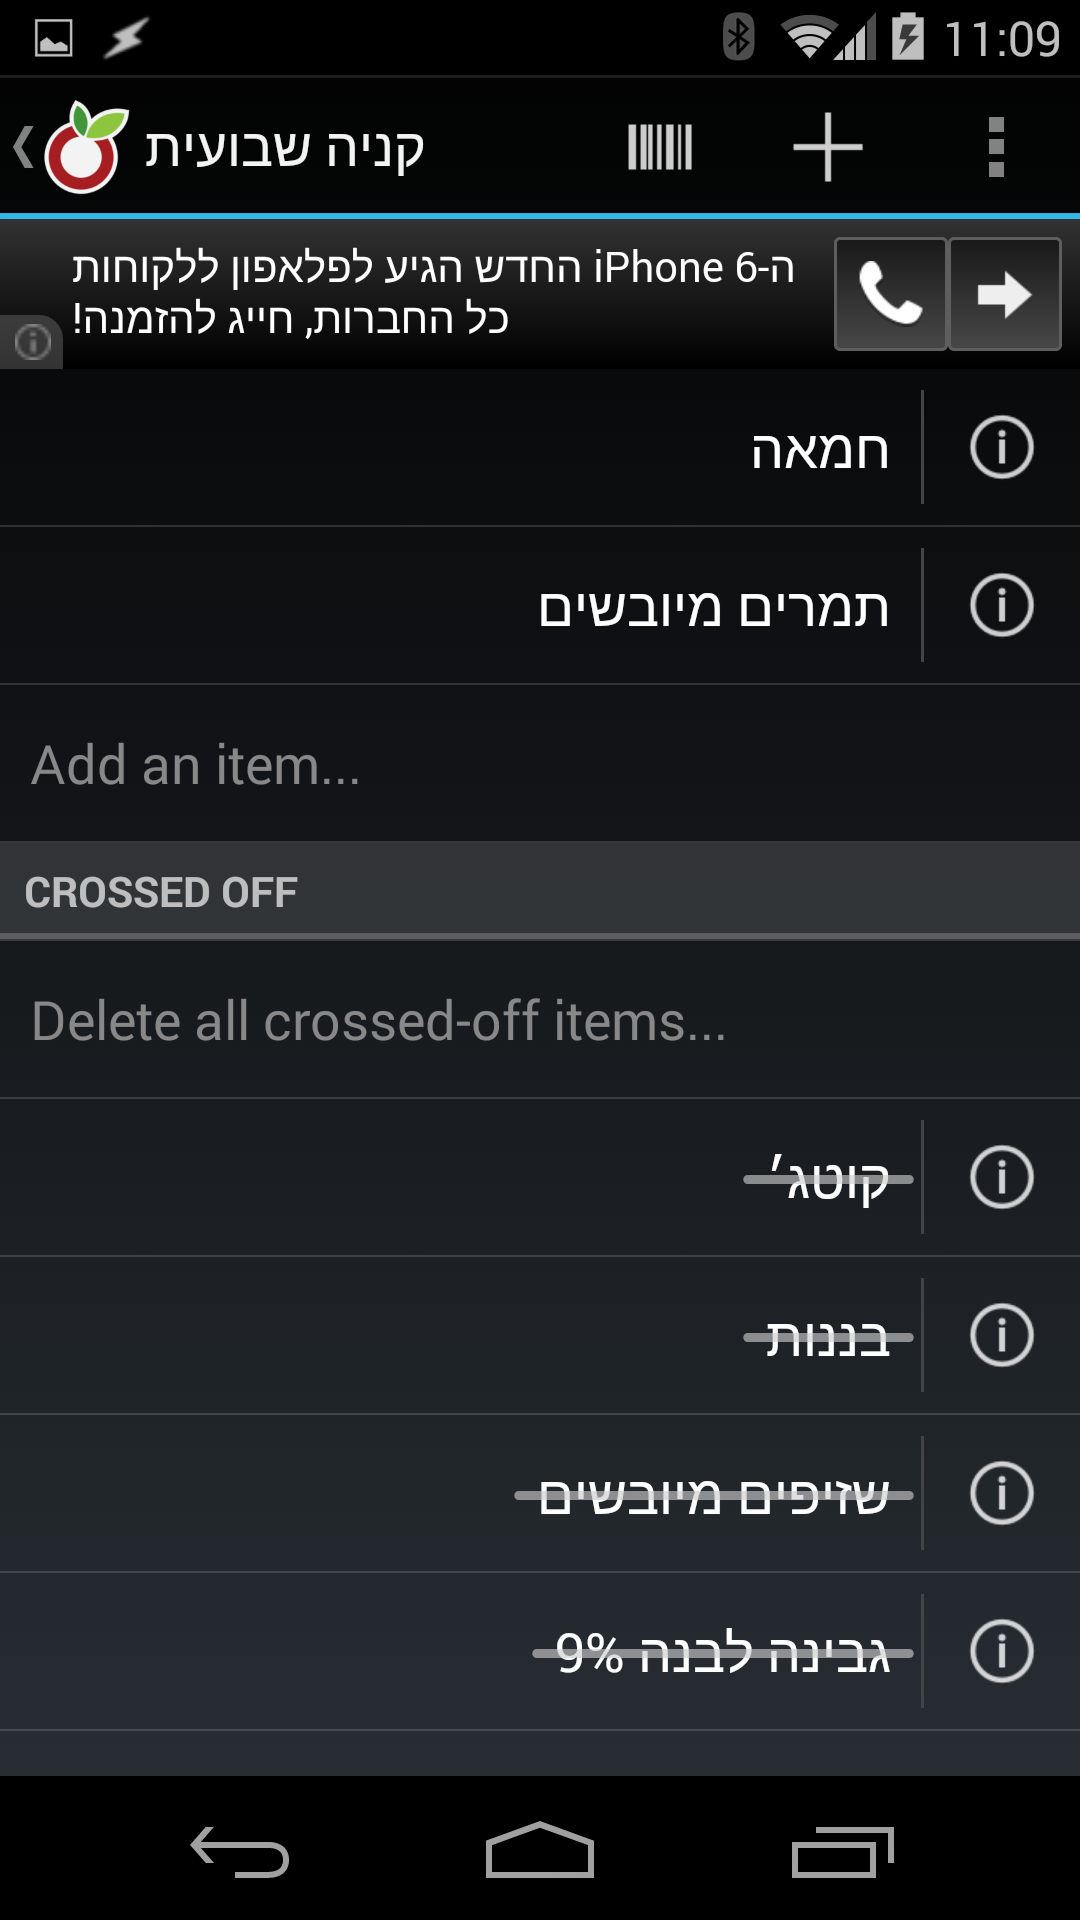 11:09
קניה שבועית
ה-iPhone 6 החדש הגיע לפלאפון ללקוחות
כל החברות, חייג להזמנה!
חמאה
תמרים מיובשים
Add an item...
CROSSED OFF
Delete all crossed-off items...
קוטג'
בננות
שזיפים מיובשים
גבינה לבנה 9%